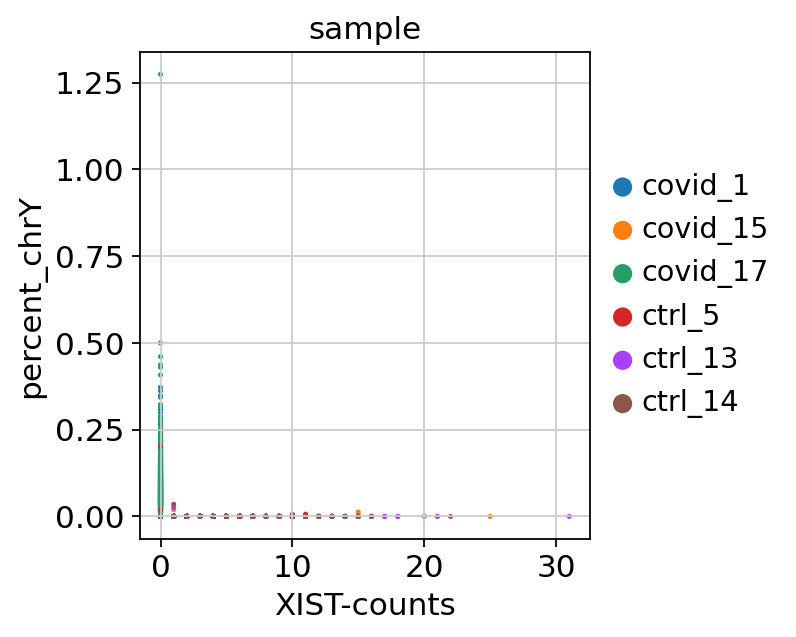 sample
percent_chrY
1.25
1.00
0.75
0.50
0.25
0.00
0
10
20
30
XIST-counts
covid_1
covid_15
covid_17
ctrl_5
ctrl_13
ctrl_14